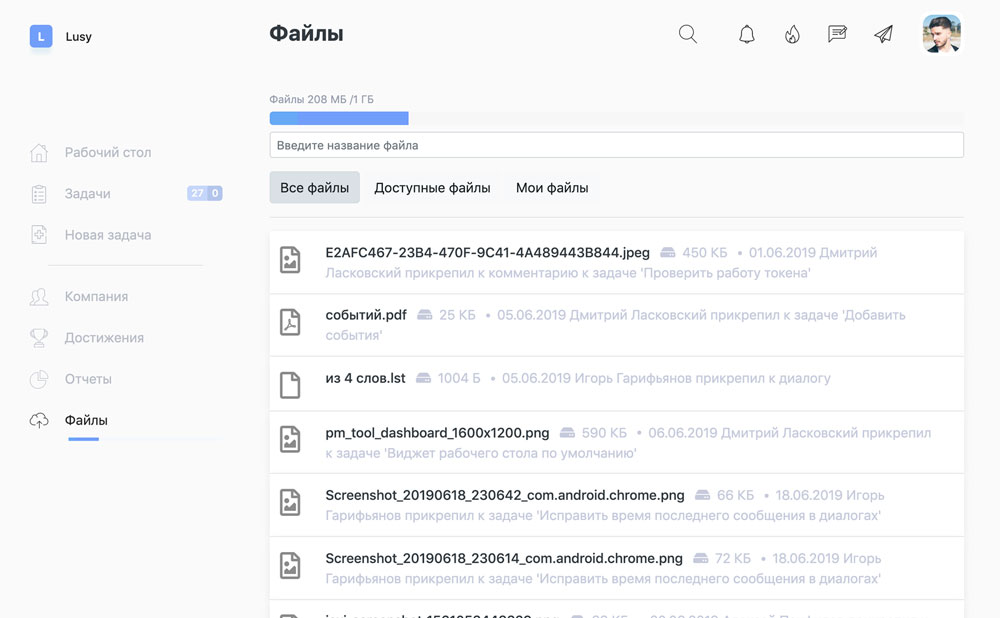 L Lusy
Файлы
Рабочий стол
Задачи 27 0
Новая задача
Компания
Достижения
Отчеты
Файлы
Файлы 208 МБ /1 ГБ
Введите название файла
Все файлы Доступные файлы Мои файлы
E2AFC467-23B4-470F-9C41-4A489443B844.jpeg 450 КБ • 01.06.2019 Дмитрий
Ласковский прикрепил к комментарию к задаче 'Проверить работу токена'
событий.pdf 25 КБ • 05.06.2019 Дмитрий Ласковский прикрепил к задаче 'Добавить
события'
из 4 слов.lst 1004 Б • 05.06.2019 Игорь Гарифьянов прикрепил к диалогу
pm_tool_dashboard_1600x1200.png 590 КБ • 06.06.2019 Дмитрий Ласковский прикрепил
к задаче 'Виджет рабочего стола по умолчанию'
Screenshot_20190618_230642_com.android.chrome.png 66 КБ • 18.06.2019 Игорь
Гарифьянов прикрепил к задаче 'Исправить время последнего сообщения в диалогах'
Screenshot_20190618_230614_com.android.chrome.png 72 КБ • 18.06.2019 Игорь
Гарифьянов прикрепил к задаче 'Исправить время последнего сообщения в диалогах'